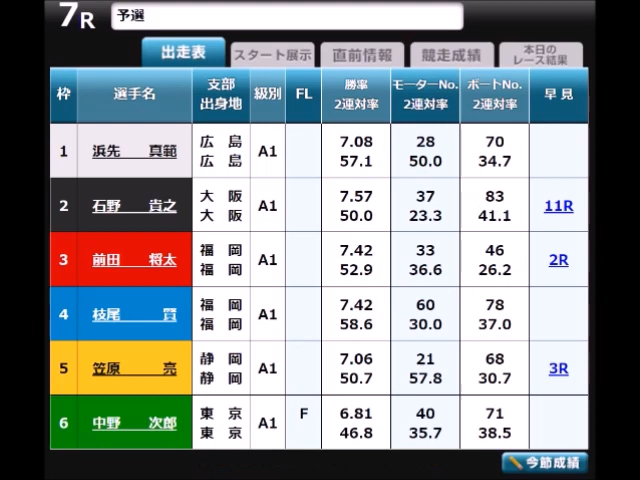 7R 予選
出走表 スタート展示 直前情報 競走成績 本日の
レース結果
枠 選手名 支部 級別 FL 勝率 モーターNo. ボートNo. 早見
出身地 2連対率 2連対率 2連対率
1 浜先 真範 広島 A1 7.08 28 70
広島 57.1 50.0 34.7
2 石野 貴之 大阪 A1 7.57 37 83 11R
大阪 50.0 23.3 41.1
3 前田 将太 福岡 A1 7.42 33 46 2R
福岡 52.9 36.6 26.2
4 枝尾 賢 福岡 A1 7.42 60 78
福岡 58.6 30.0 37.0
5 笠原 亮 静岡 A1 7.06 21 68 3R
静岡 50.7 57.8 30.7
6 中野 次郎 東京 A1 F 6.81 40 71
東京 46.8 35.7 38.5
今節成績